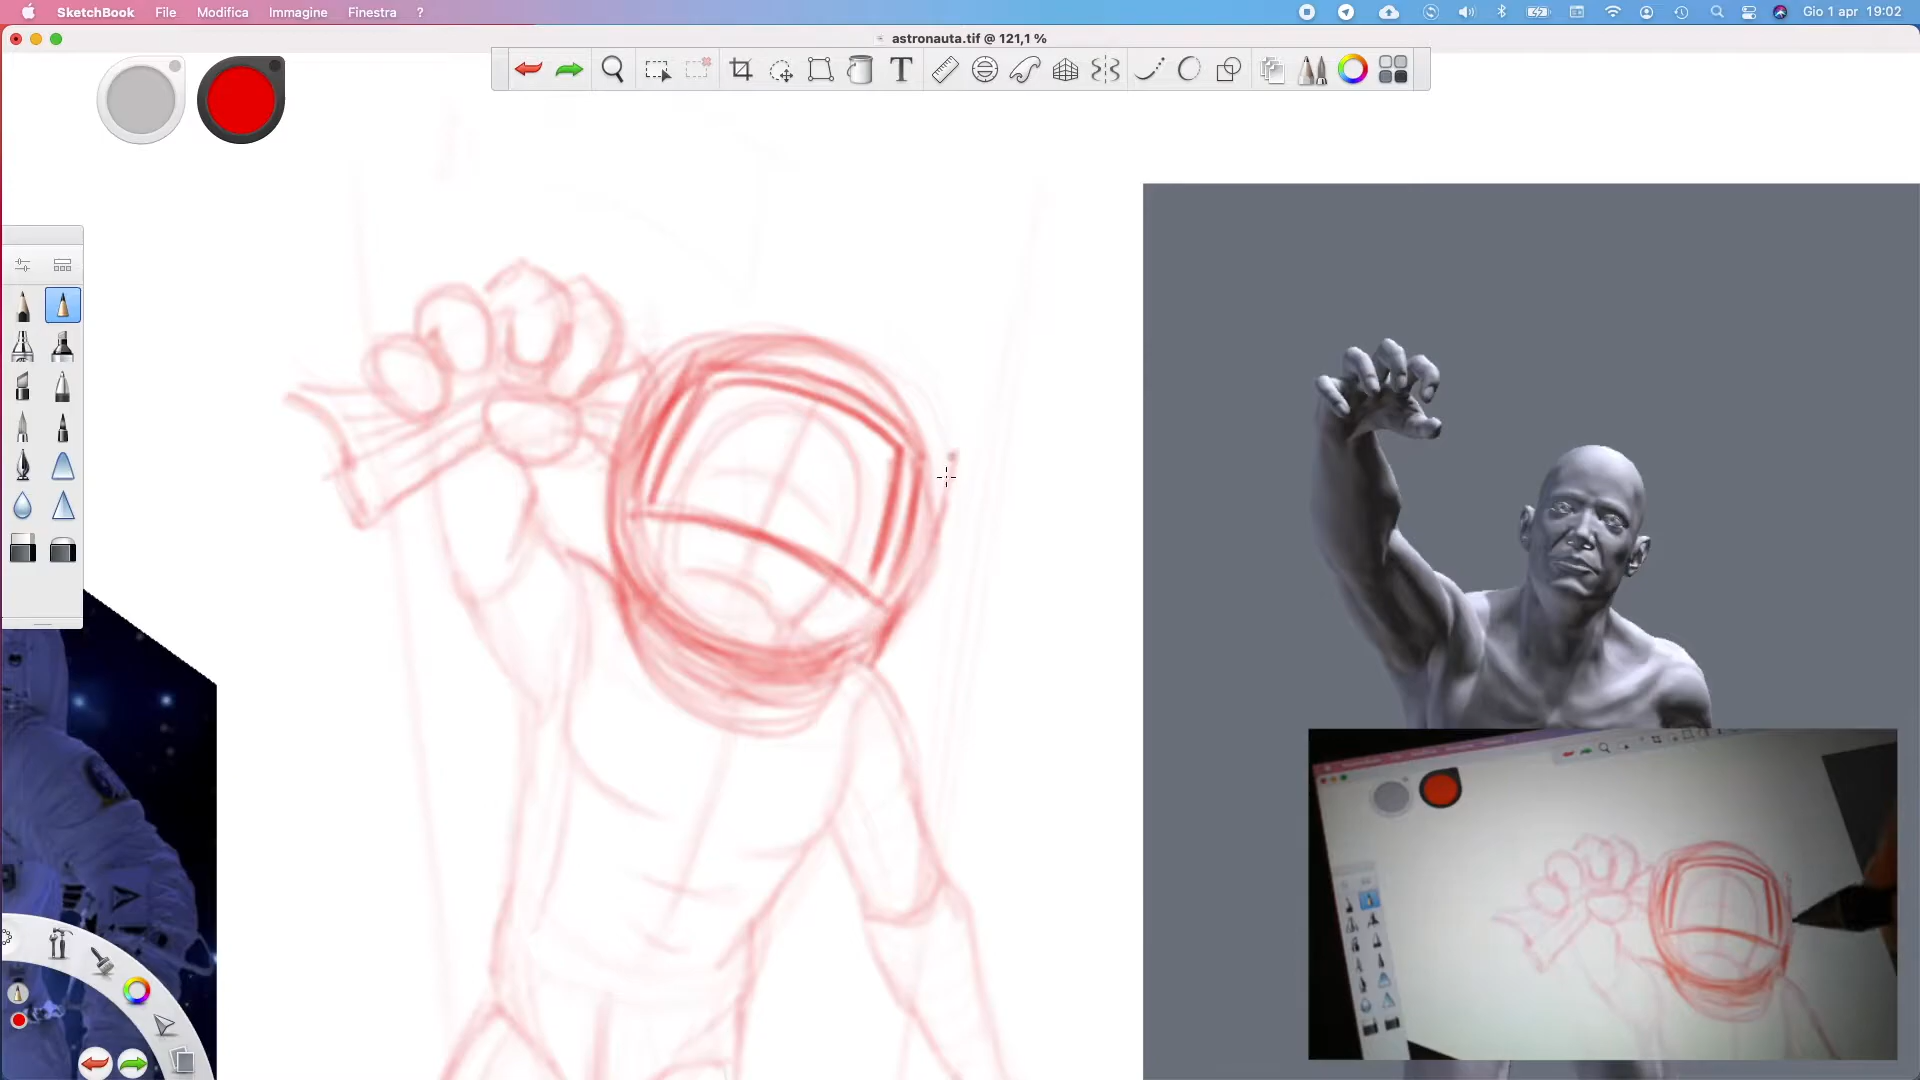 SketchBook File Modifica Immagine Finestra ? Gio 1 apr 19:02
astronauta.tif @ 121,1 %
T